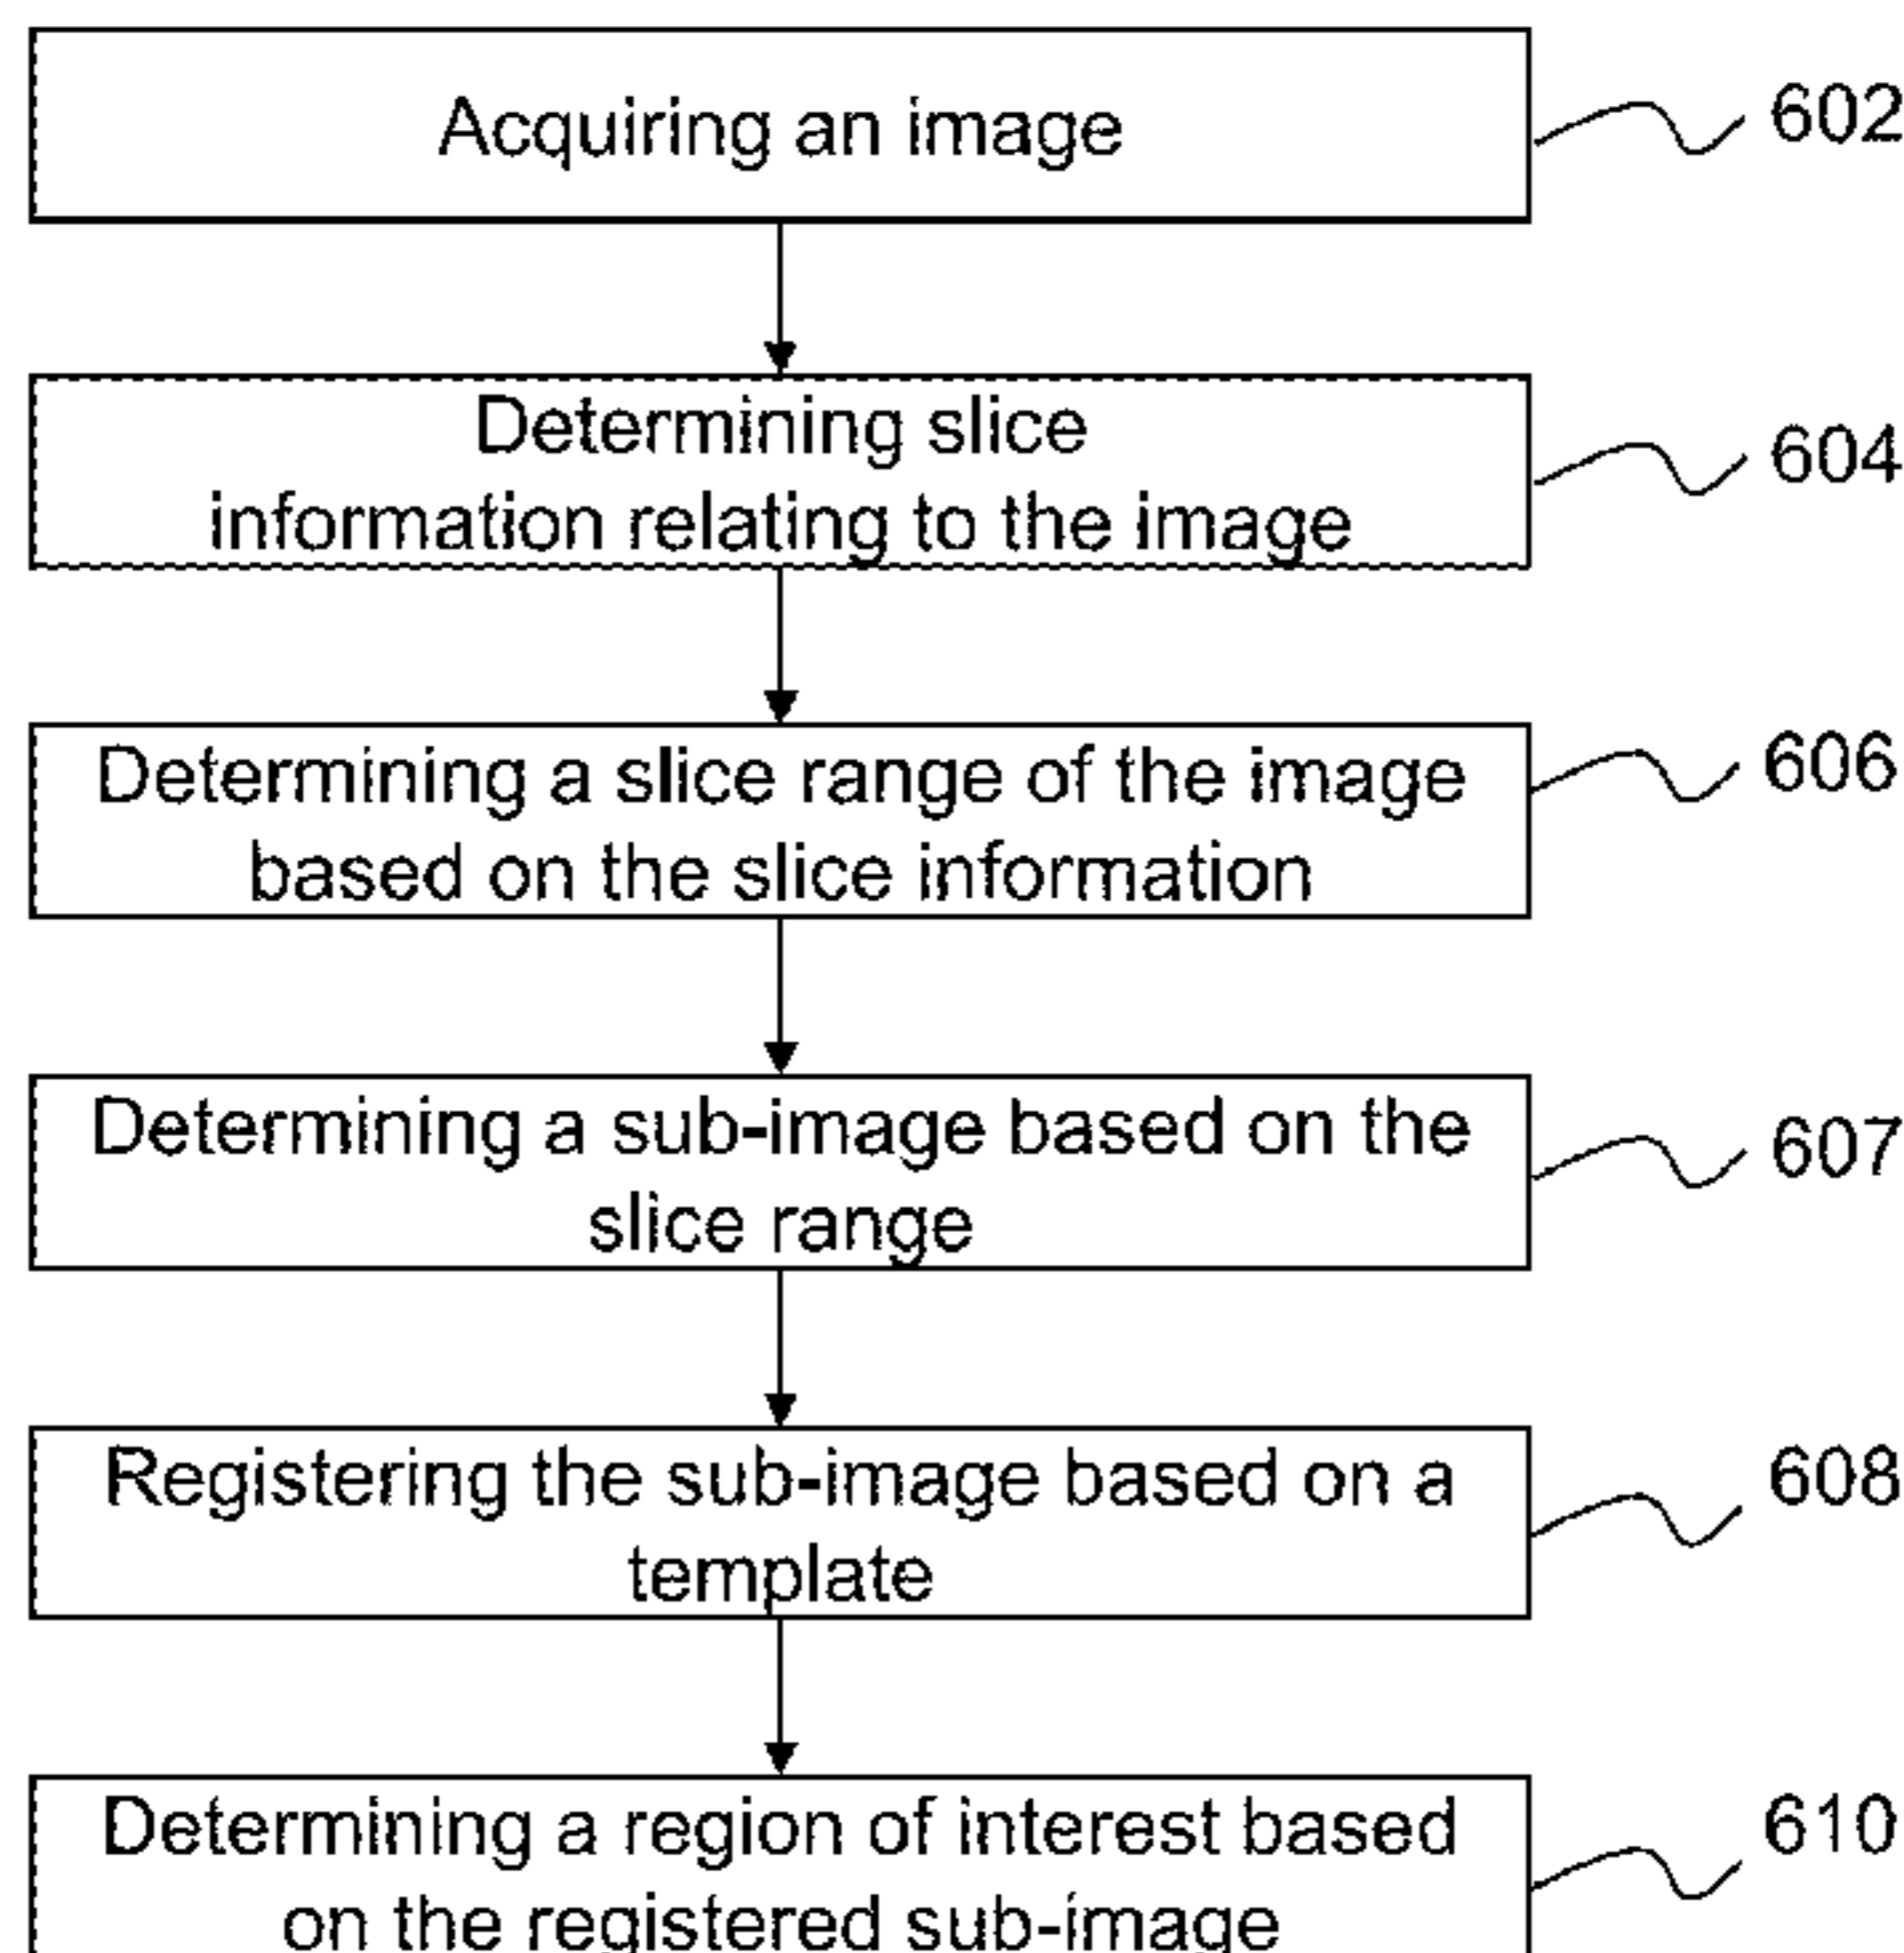 Acquiring an image
602
Determining slice
information relating to the image
604
Determining a slice range of the image
based on the slice information
606
Determining a sub-image based on the
slice range
607
Registering the sub-image based on a
template
608
Determining a region of interest based
on the registered sub-image
610